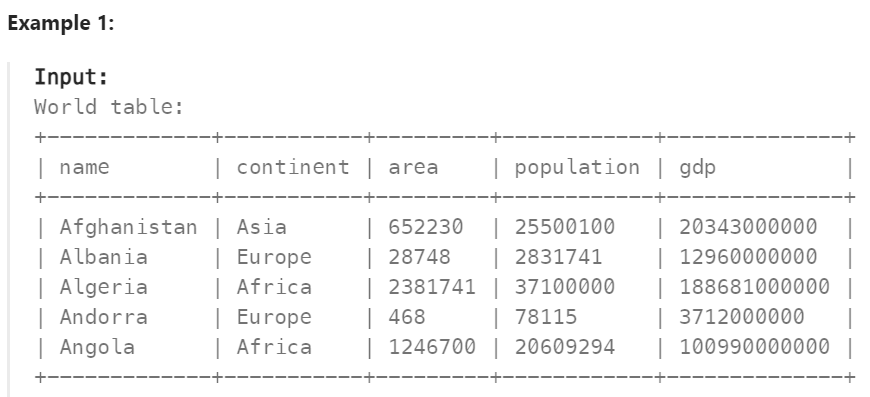 Example 1:
Input:
World table:
+-------------+-----------+---------+------------+--------------+
| name        | continent | area    | population | gdp          |
+-------------+-----------+---------+------------+--------------+
| Afghanistan | Asia      | 652230  | 25500100   | 20343000000  |
| Albania     | Europe    | 28748   | 2831741    | 12960000000  |
| Algeria     | Africa    | 2381741 | 37100000   | 188681000000 |
| Andorra     | Europe    | 468     | 78115      | 3712000000   |
| Angola      | Africa    | 1246700 | 20609294   | 100990000000 |
+-------------+-----------+---------+------------+--------------+